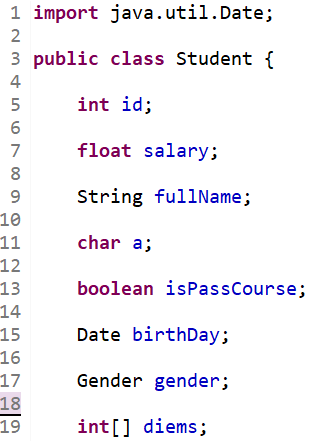 1 import java.util.Date;
2
3 public class Student {
4
5 int id;
6
7 float salary;
8
9 String fullName;
10
11 char a;
12
13 boolean isPassCourse;
14
15 Date birthDay;
16
17 Gender gender;
18
19 int[] diems;